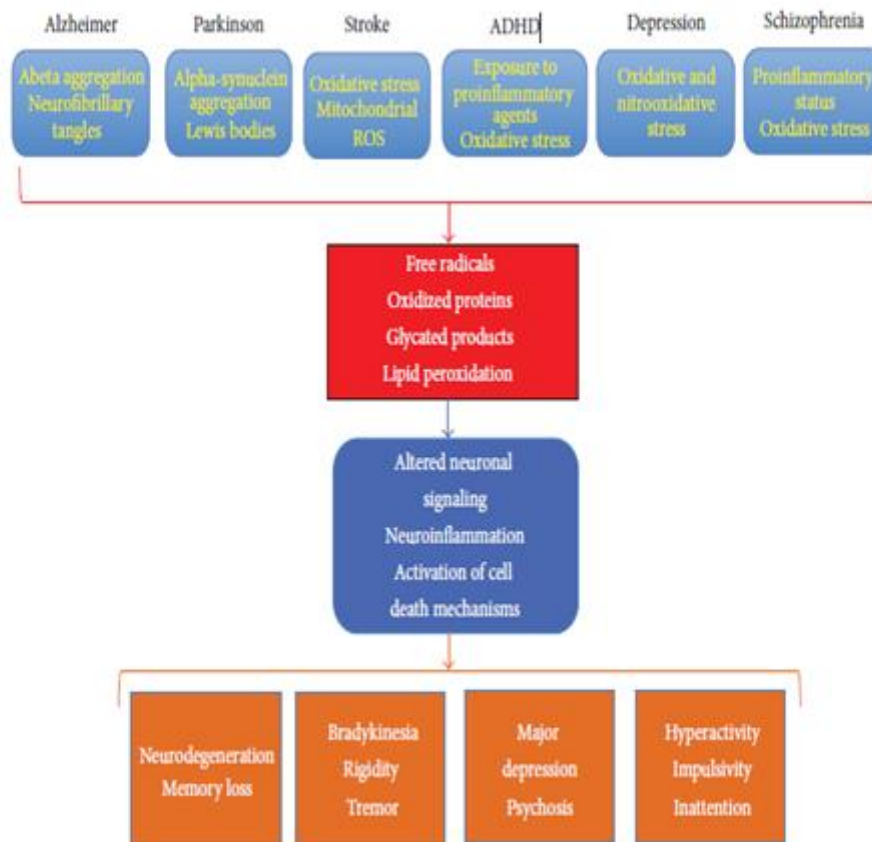 Alzheimer
Parkinson
Stroke
ADHD
Depression
Schizophrenia
Abeta aggregation
Neurofibrillary
tangles
Alpha-synuclein
aggregation
Lewis bodies
Oxidative stress
Mitochondrial
ROS
Exposure to
proinflammatory
agents
Oxidative stress
Oxidative and
nitrooxidative
stress
Proinflammatory
status
Oxidative stress
Free radicals
Oxidized proteins
Glycated products
Lipid peroxidation
Altered neuronal
signaling
Neuroinflammation
Activation of cell
death mechanisms
Neurodegeneration
Memory loss
Bradykinesia
Rigidity
Tremor
Major
depression
Psychosis
Hyperactivity
Impulsivity
Inattention